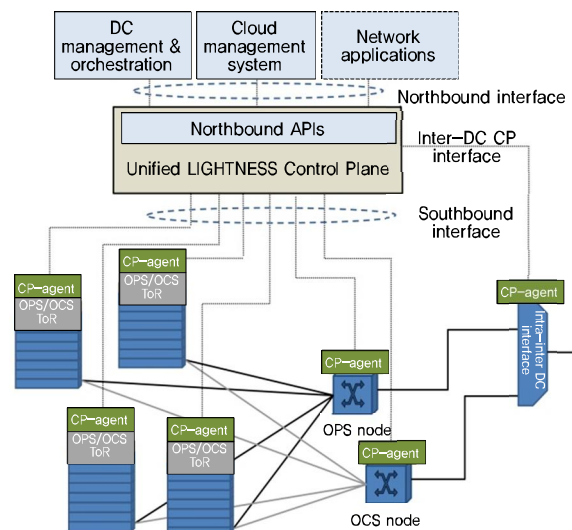 DC
management &
orchestration
Cloud
management
system
Network
applications
Northbound interface
Northbound APIs
Unified LIGHTNESS Control Plane
Inter-DC CP
interface
Southbound
interface
CP-agent
OPS/OCS
ToR
CP-agent
OPS/OCS
ToR
CP-agent
Intra-inter DC
interface
CP-agent
OPS node
CP-agent
OPS/OCS
ToR
CP-agent
OPS/OCS
ToR
CP-agent
OCS node